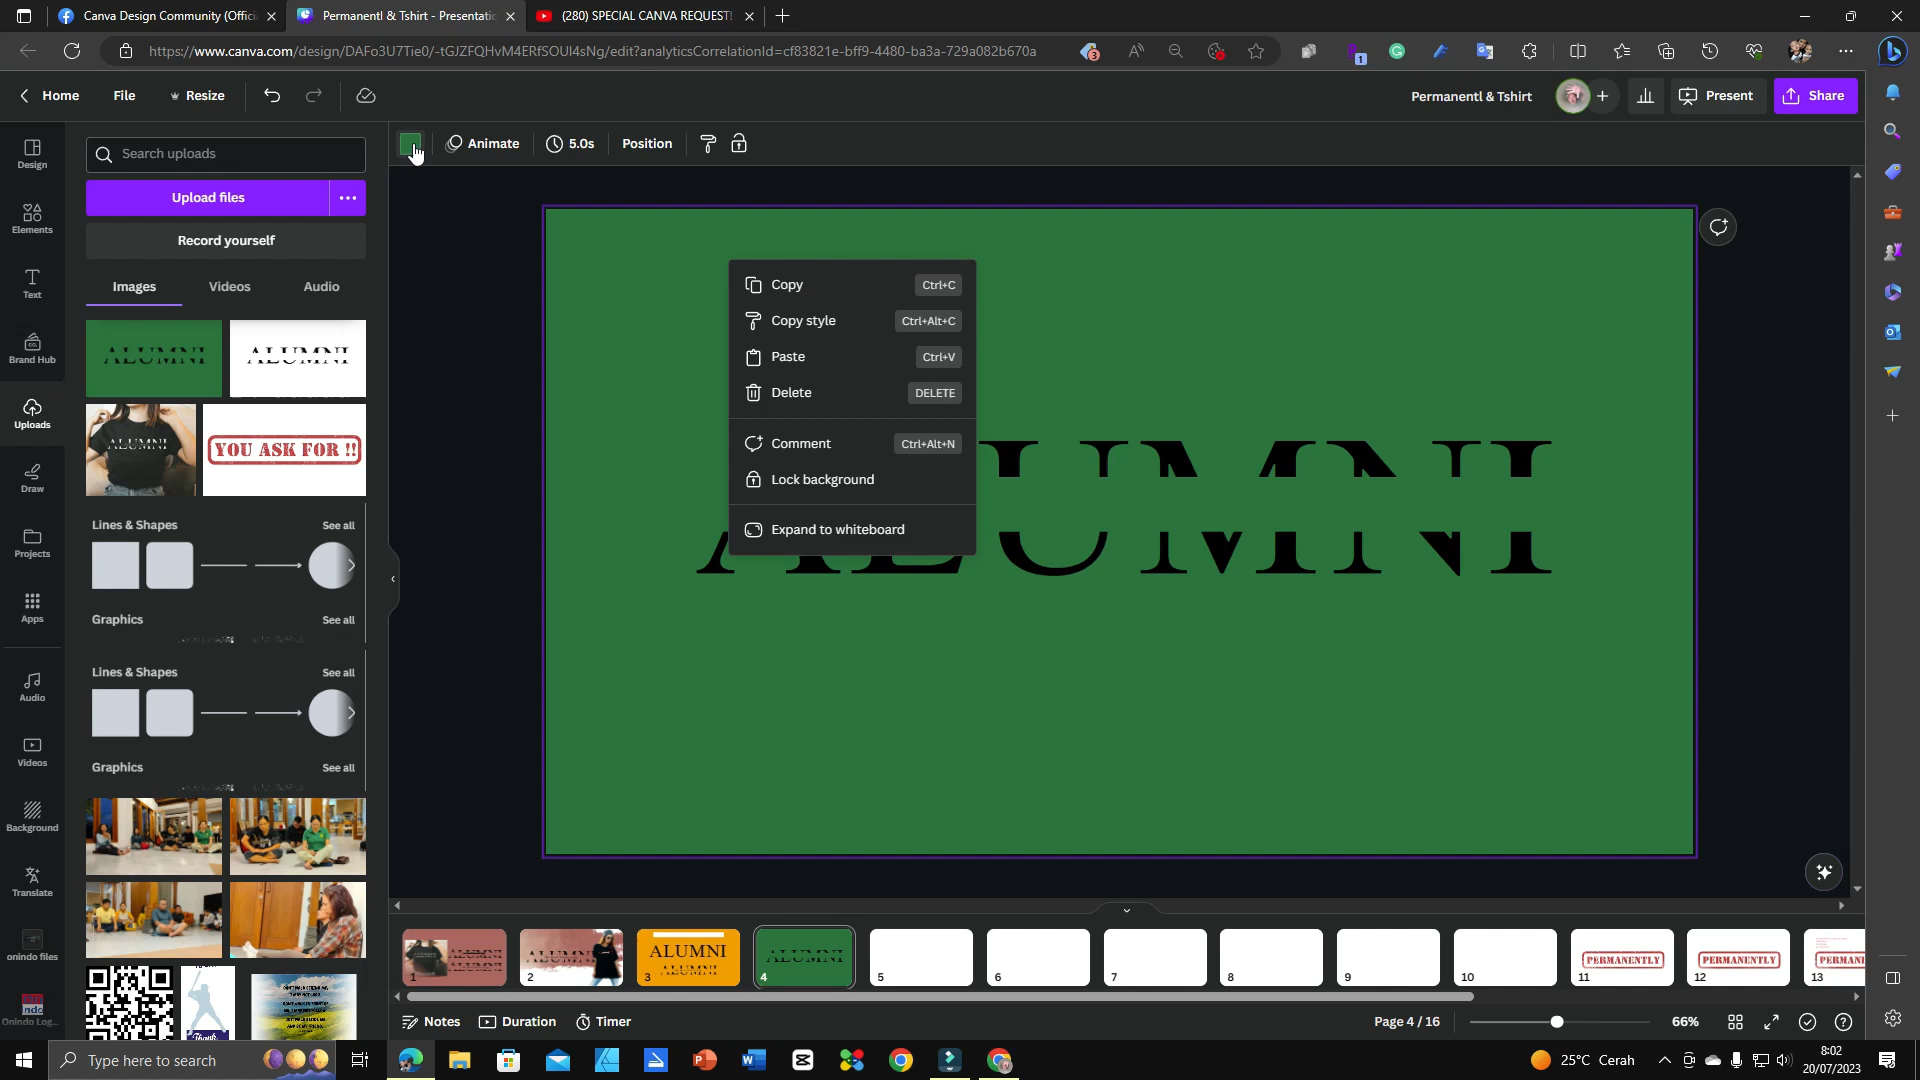 Canva Design Community (Offici
Permanentl & Tshirt - Presentatio
(280) SPECIAL CANVA REQUEST!
https://www.canva.com/design/DAFo3U7Tie0/-tGJZFQHvM4ERfSOUl4sNg/edit?analyticsCorrelationId=cf83821e-bff9-4480-ba3a-729a082b670a
3
1
Home
File
Resize
Permanentl & Tshirt
Present
Share
Animate
5.0s
Position
Design
Elements
Text
Brand Hub
Uploads
Draw
Projects
Apps
Audio
Videos
Background
Translate
onindo files
Onindo Log...
Search uploads
Upload files
Record yourself
Images
Videos
Audio
ALUMNI
ALUMNI
ALUMNI
YOU ASK FOR !!
Lines & Shapes
See all
Graphics
See all
Lines & Shapes
See all
Graphics
See all
Copy
Ctrl+C
Copy style
Ctrl+Alt+C
Paste
Ctrl+V
Delete
DELETE
Comment
Ctrl+Alt+N
Lock background
Expand to whiteboard
ALUMNI
1
2
ALUMNI
ALUMNI
3
ALUMNI
4
5
6
7
8
9
10
PERMANENTLY
11
PERMANENTLY
12
PERMANI
13
Notes
Duration
Timer
Page 4 / 16
66%
Type here to search
25°C Cerah
8:02
20/07/2023